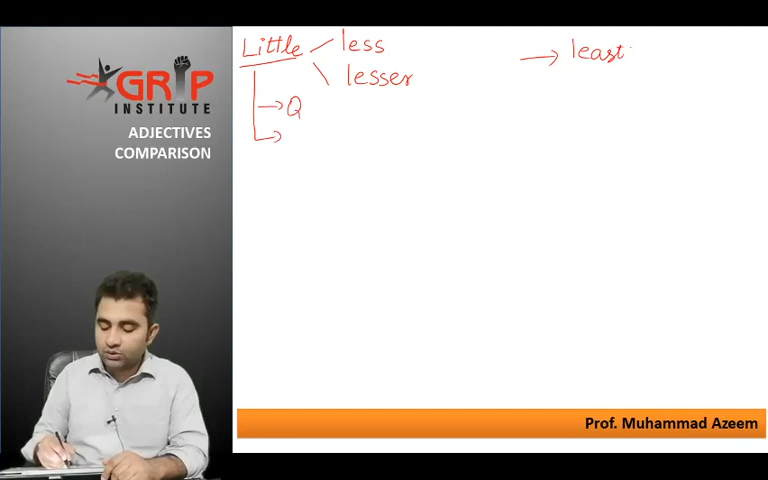 GRIP
INSTITUTE
ADJECTIVES
COMPARISON
Little less → least
lesser
→ Q
Prof. Muhammad Azeem